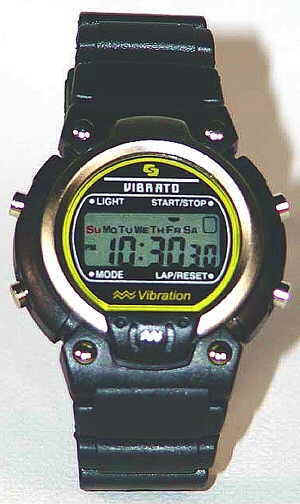 VIBRATO
LIGHT START/STOP
SU MO TU WE TH FR SA
10:30 30
MODE LAP/RESET
Vibration